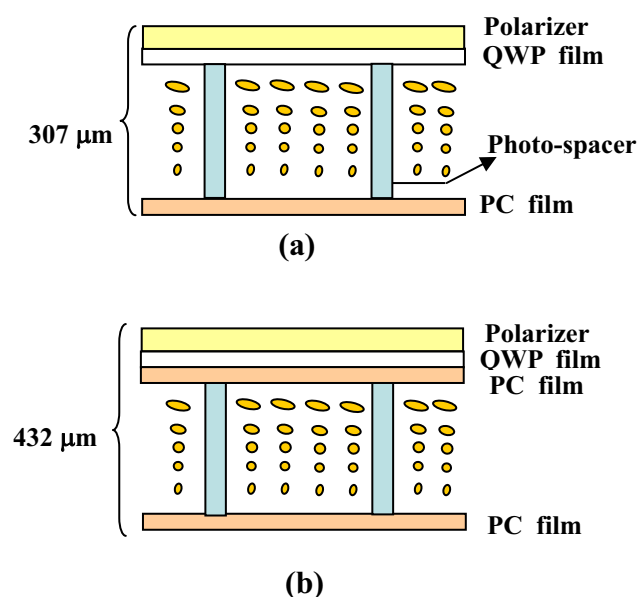 Polarizer
QWP film
307 μm
Photo-spacer
PC film
(a)
Polarizer
QWP film
PC film
432 μm
PC film
(b)